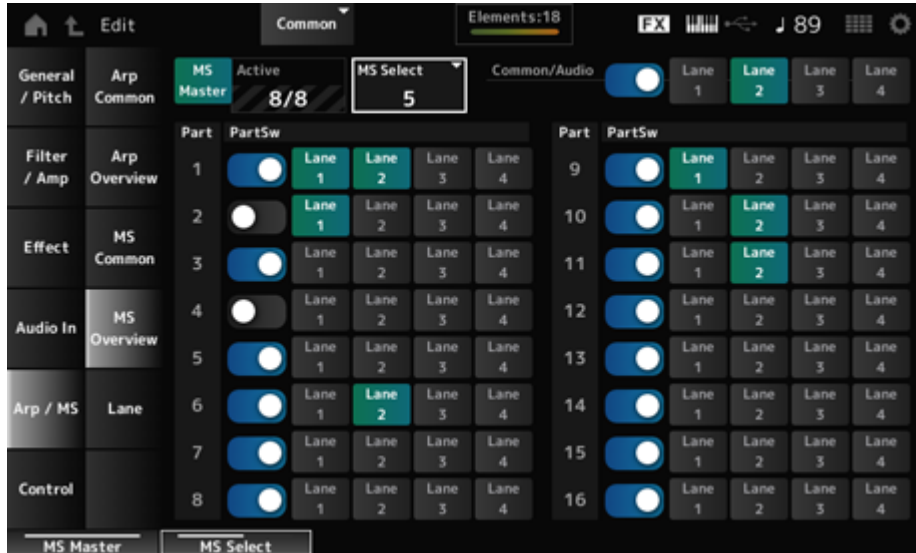 Edit Common Elements:18 FX ♩ 89
General / Pitch
Arp Common
MS Master
Active 8/8
MS Select 5
Common/Audio Lane 1 Lane 2 Lane 3 Lane 4
Part PartSw Part PartSw
1 Lane 1 Lane 2 Lane 3 Lane 4 9 Lane 1 Lane 2 Lane 3 Lane 4
Filter / Amp
Arp Overview
2 Lane 1 Lane 2 Lane 3 Lane 4 10 Lane 1 Lane 2 Lane 3 Lane 4
Effect
MS Common
3 Lane 1 Lane 2 Lane 3 Lane 4 11 Lane 1 Lane 2 Lane 3 Lane 4
Audio In
MS Overview
4 Lane 1 Lane 2 Lane 3 Lane 4 12 Lane 1 Lane 2 Lane 3 Lane 4
5 Lane 1 Lane 2 Lane 3 Lane 4 13 Lane 1 Lane 2 Lane 3 Lane 4
Arp / MS
Lane
6 Lane 1 Lane 2 Lane 3 Lane 4 14 Lane 1 Lane 2 Lane 3 Lane 4
7 Lane 1 Lane 2 Lane 3 Lane 4 15 Lane 1 Lane 2 Lane 3 Lane 4
Control
8 Lane 1 Lane 2 Lane 3 Lane 4 16 Lane 1 Lane 2 Lane 3 Lane 4
MS Master MS Select